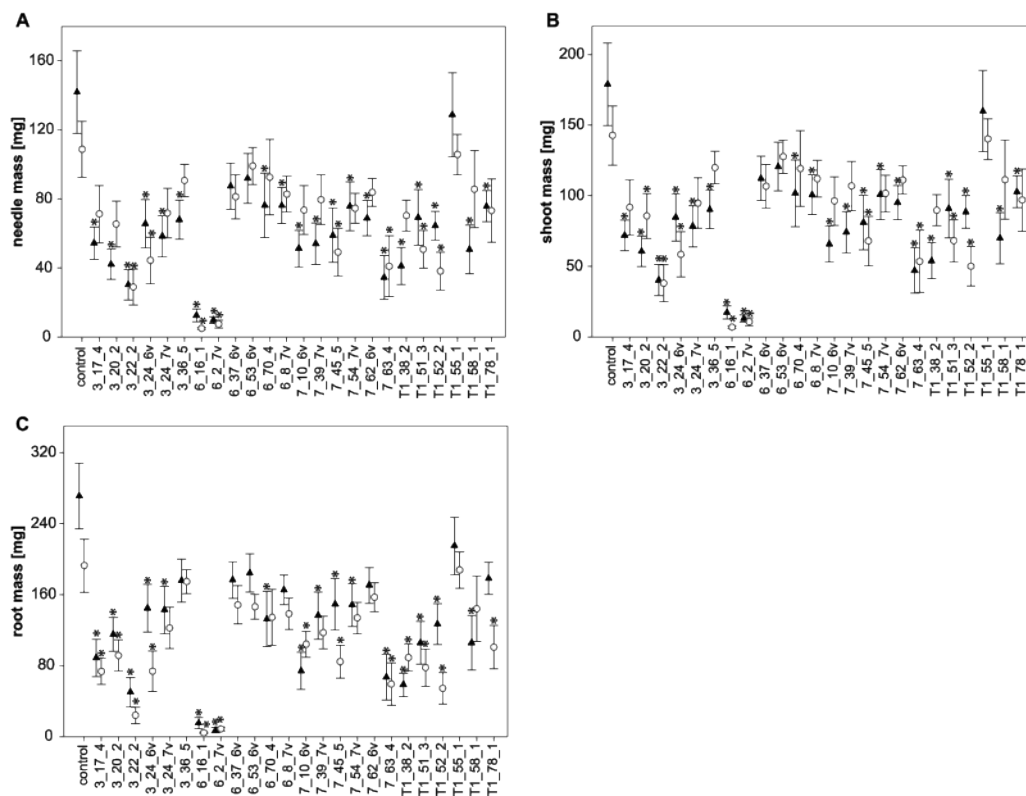 A
needle mass [mg]
160
120
80
40
0
control
3_17_4
3_20_2
3_22_2
3_24_6v
3_24_7v
3_36_5
6_16_1
6_2_7v
6_37_6v
6_53_6v
6_70_4
6_8_7v
7_10_6v
7_39_7v
7_45_5
7_54_7v
7_62_6v
7_63_4
T1_38_2
T1_51_3
T1_52_2
T1_55_1
T1_58_1
T1_78_1
B
shoot mass [mg]
200
150
100
50
0
control
3_17_4
3_20_2
3_22_2
3_24_6v
3_24_7v
3_36_5
6_16_1
6_2_7v
6_37_6v
6_53_6v
6_70_4
6_8_7v
7_10_6v
7_39_7v
7_45_5
7_54_7v
7_62_6v
7_63_4
T1_38_2
T1_51_3
T1_52_2
T1_55_1
T1_58_1
T1_78_1
C
root mass [mg]
320
240
160
80
0
control
3_17_4
3_20_2
3_22_2
3_24_6v
3_24_7v
3_36_5
6_16_1
6_2_7v
6_37_6v
6_53_6v
6_70_4
6_8_7v
7_10_6v
7_39_7v
7_45_5
7_54_7v
7_62_6v
7_63_4
T1_38_2
T1_51_3
T1_52_2
T1_55_1
T1_58_1
T1_78_1